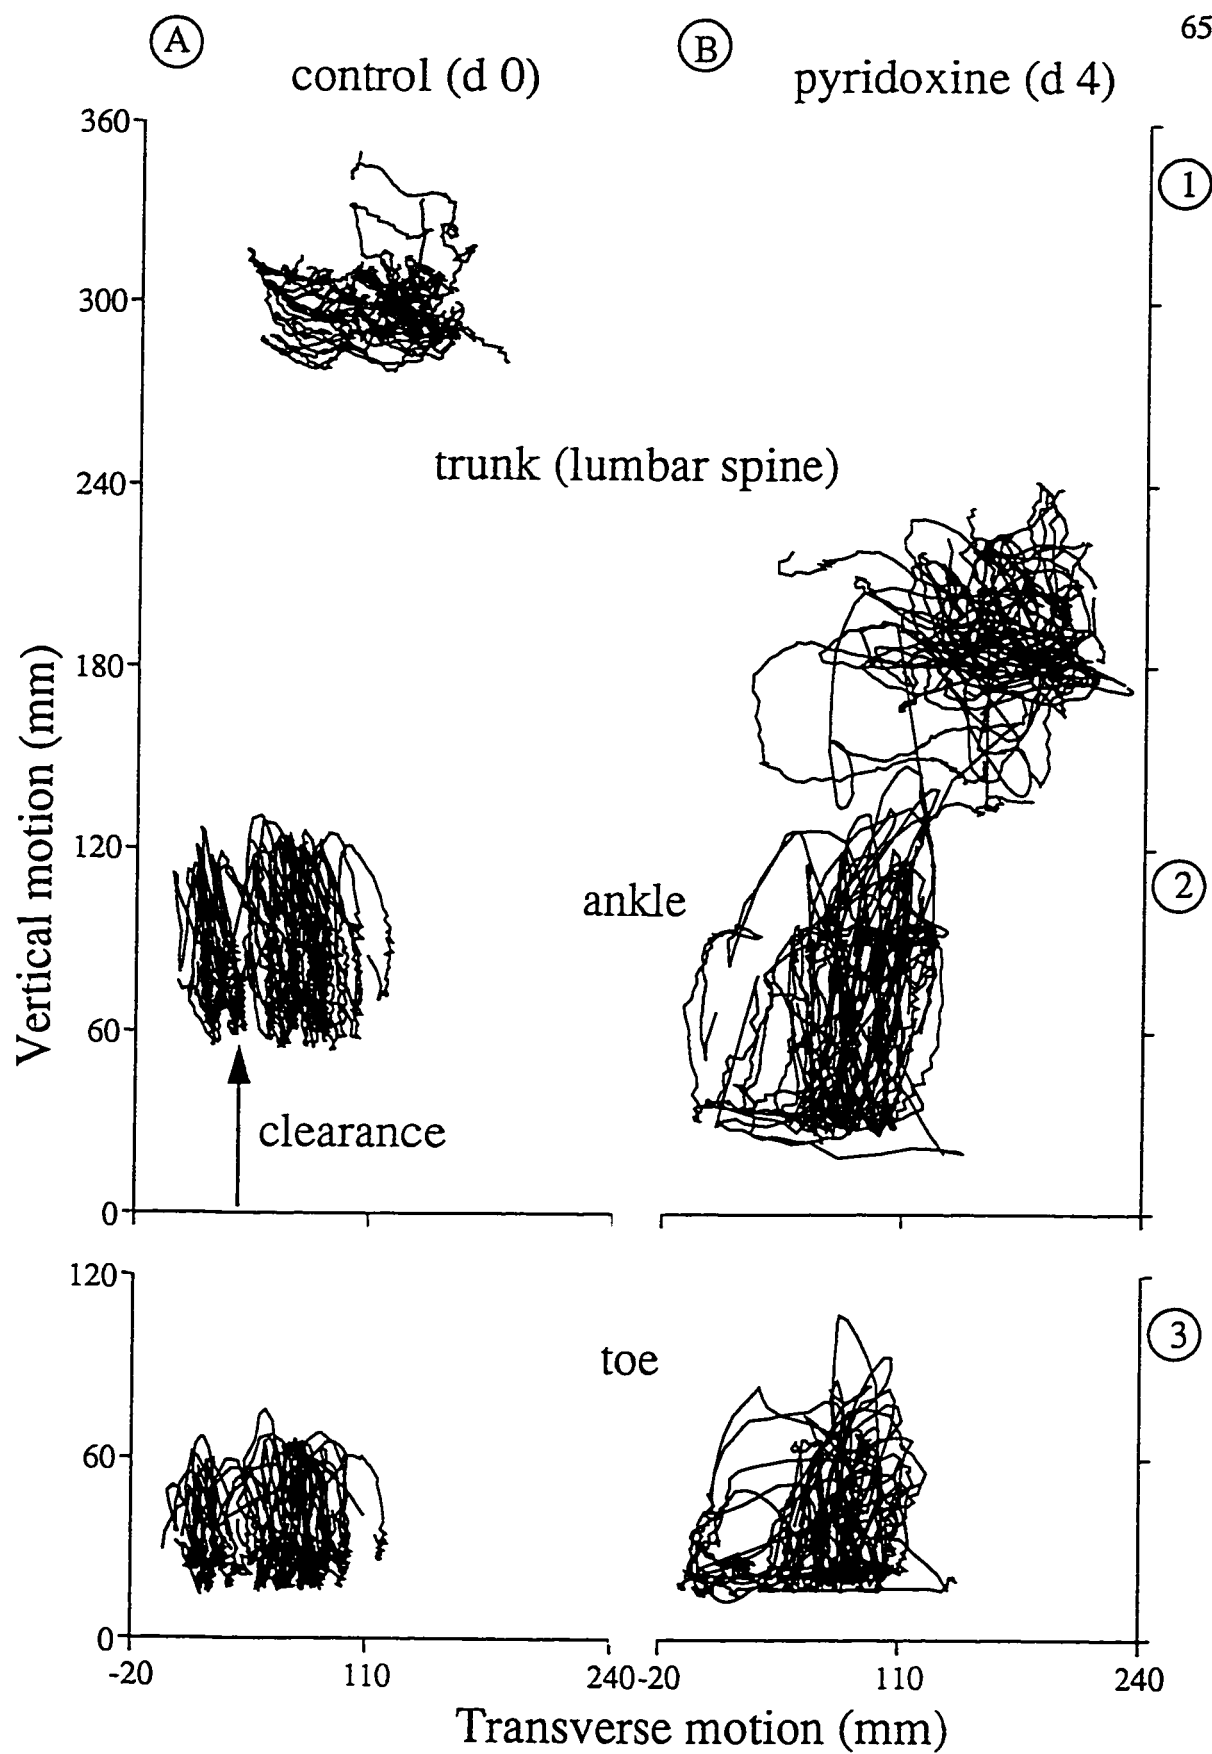 65
A
B
control (d 0)
pyridoxine (d 4)
360
1
300
trunk (lumbar spine)
240
180
Vertical motion (mm)
120
ankle
2
60
clearance
0
120
toe
3
60
0
-20 110 240 -20 110 240
Transverse motion (mm)